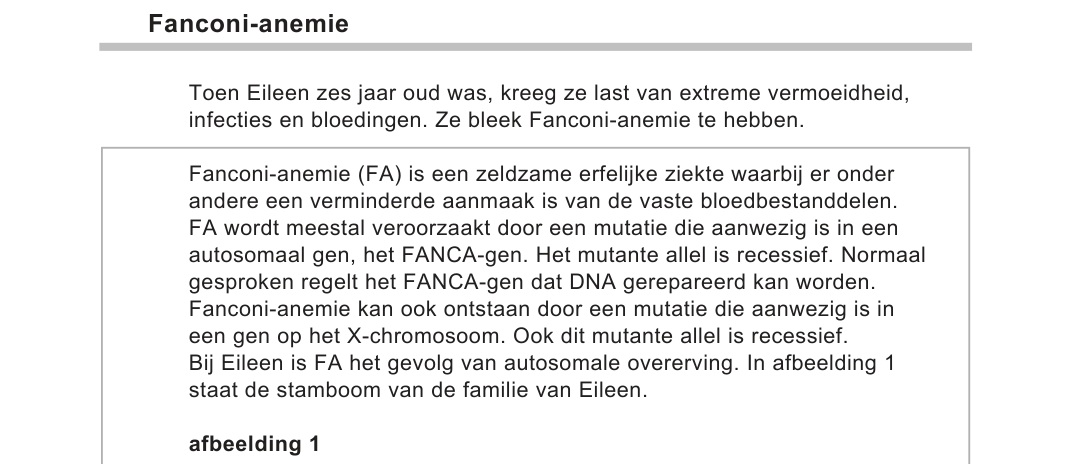 Fanconi-anemie
Toen Eileen zes jaar oud was, kreeg ze last van extreme vermoeidheid,
infecties en bloedingen. Ze bleek Fanconi-anemie te hebben.
Fanconi-anemie (FA) is een zeldzame erfelijke ziekte waarbij er onder
andere een verminderde aanmaak is van de vaste bloedbestanddelen.
FA wordt meestal veroorzaakt door een mutatie die aanwezig is in een
autosomaal gen, het FANCA-gen. Het mutante allel is recessief. Normaal
gesproken regelt het FANCA-gen dat DNA gerepareerd kan worden.
Fanconi-anemie kan ook ontstaan door een mutatie die aanwezig is in
een gen op het X-chromosoom. Ook dit mutante allel is recessief.
Bij Eileen is FA het gevolg van autosomale overerving. In afbeelding 1
staat de stamboom van de familie van Eileen.
afbeelding 1